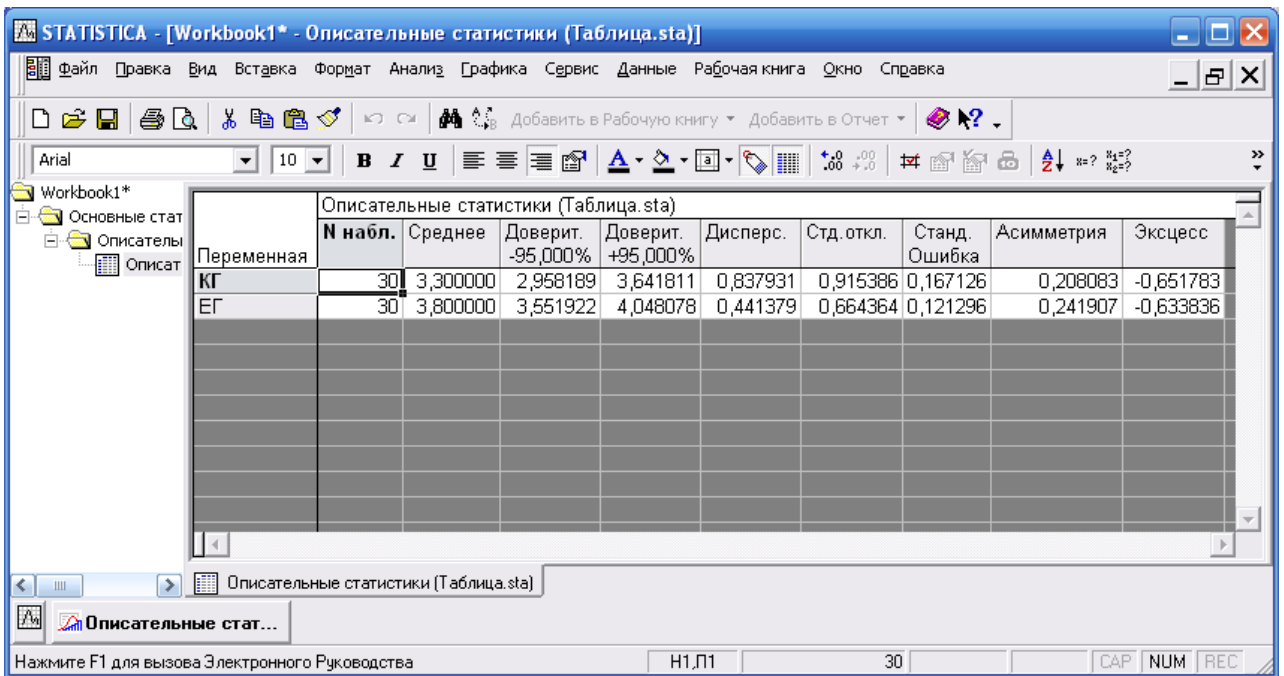 STATISTICA - [Workbook1* - Описательные статистики (Таблица.sta)]
Файл Правка Вид Вставка Формат Анализ Графика Сервис Данные Рабочая книга Окно Справка
Добавить в Рабочую книгу Добавить в Отчет
Arial 10 B I U
Workbook1*
Основные стат
Описателы
Описат
Описательные статистики (Таблица.sta)
Переменная N набл. Среднее Доверит. -95,000% Доверит. +95,000% Дисперс. Стд.откл. Станд. Ошибка Асимметрия Эксцесс
КГ 30 3,300000 2,958189 3,641811 0,837931 0,915386 0,167126 0,208083 -0,651783
ЕГ 30 3,800000 3,551922 4,048078 0,441379 0,664364 0,121296 0,241907 -0,633836
Описательные статистики (Таблица.sta)
Описательные стат...
Нажмите F1 для вызова Электронного Руководства Н1,П1 30 CAP NUM REC